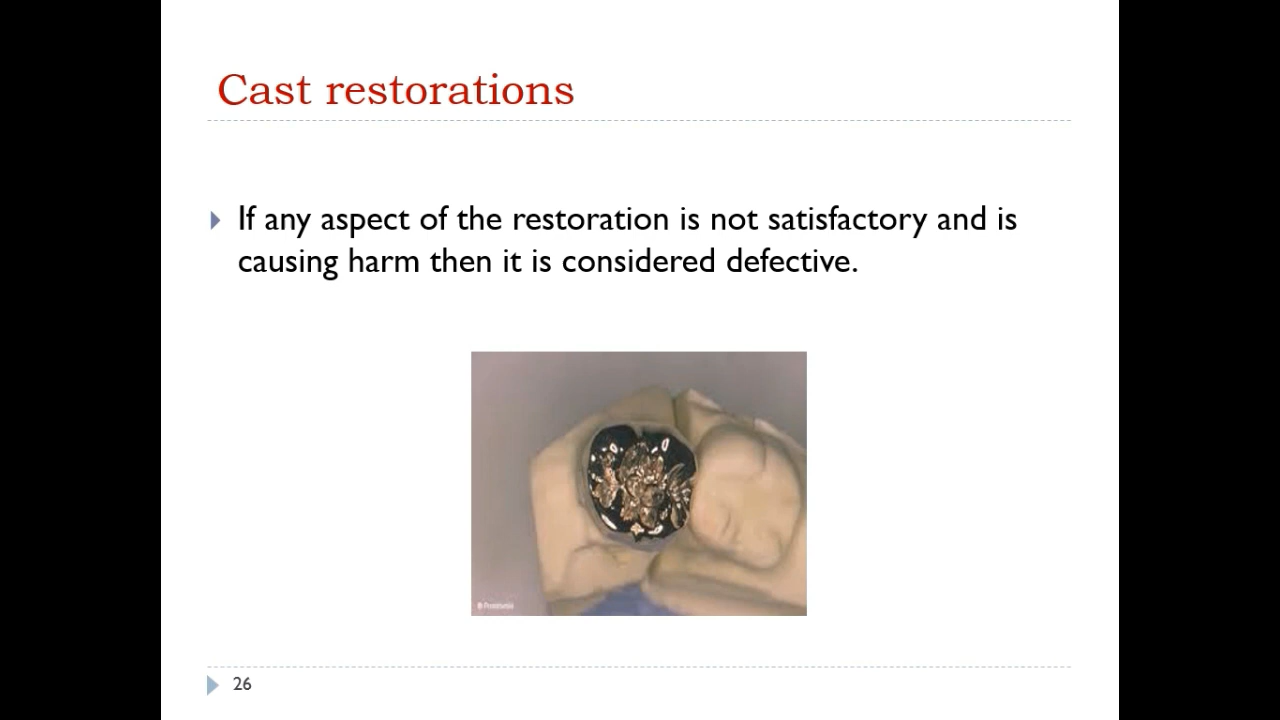 Cast restorations
If any aspect of the restoration is not satisfactory and is
causing harm then it is considered defective.
26